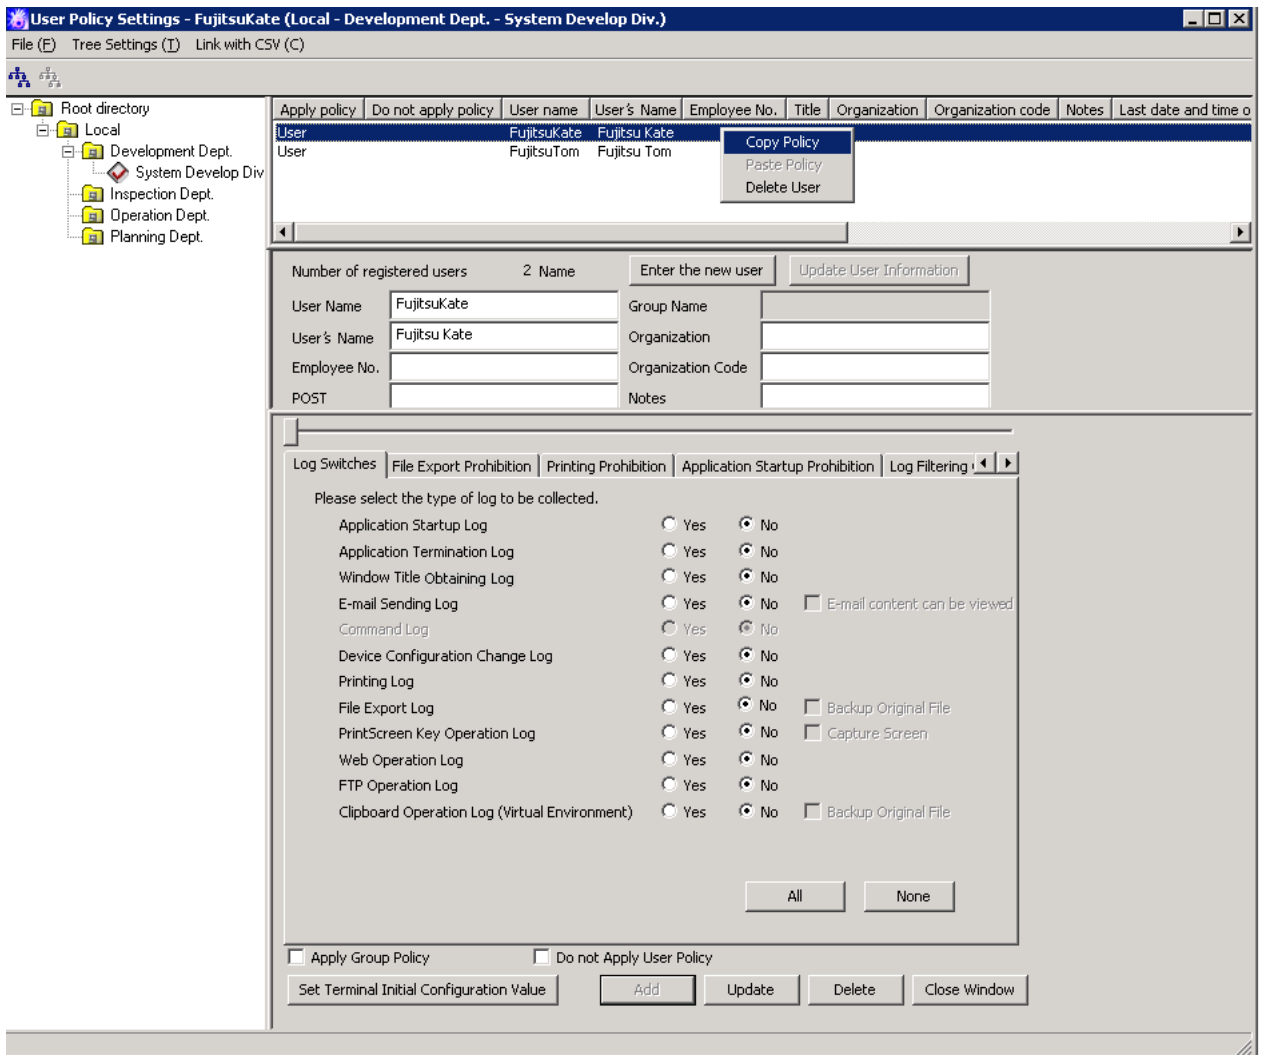 User Policy Settings - FujitsuKate (Local - Development Dept. - System Develop Div.)
File (F) Tree Settings (T) Link with CSV (C)
Root directory
Local
Development Dept.
System Develop Div
Inspection Dept.
Operation Dept.
Planning Dept.
Apply policy Do not apply policy User name User's Name Employee No. Title Organization Organization code Notes Last date and time o
User FujitsuKate Fujitsu Kate
User FujitsuTom Fujitsu Tom
Copy Policy
Paste Policy
Delete User
Number of registered users 2 Name Enter the new user Update User Information
User Name FujitsuKate Group Name
User's Name Fujitsu Kate Organization
Employee No. Organization Code
POST Notes
Log Switches File Export Prohibition Printing Prohibition Application Startup Prohibition Log Filtering
Please select the type of log to be collected.
Application Startup Log Yes No
Application Termination Log Yes No
Window Title Obtaining Log Yes No
E-mail Sending Log Yes No E-mail content can be viewed
Command Log Yes No
Device Configuration Change Log Yes No
Printing Log Yes No
File Export Log Yes No Backup Original File
PrintScreen Key Operation Log Yes No Capture Screen
Web Operation Log Yes No
FTP Operation Log Yes No
Clipboard Operation Log (Virtual Environment) Yes No Backup Original File
All None
Apply Group Policy Do not Apply User Policy
Set Terminal Initial Configuration Value Add Update Delete Close Window